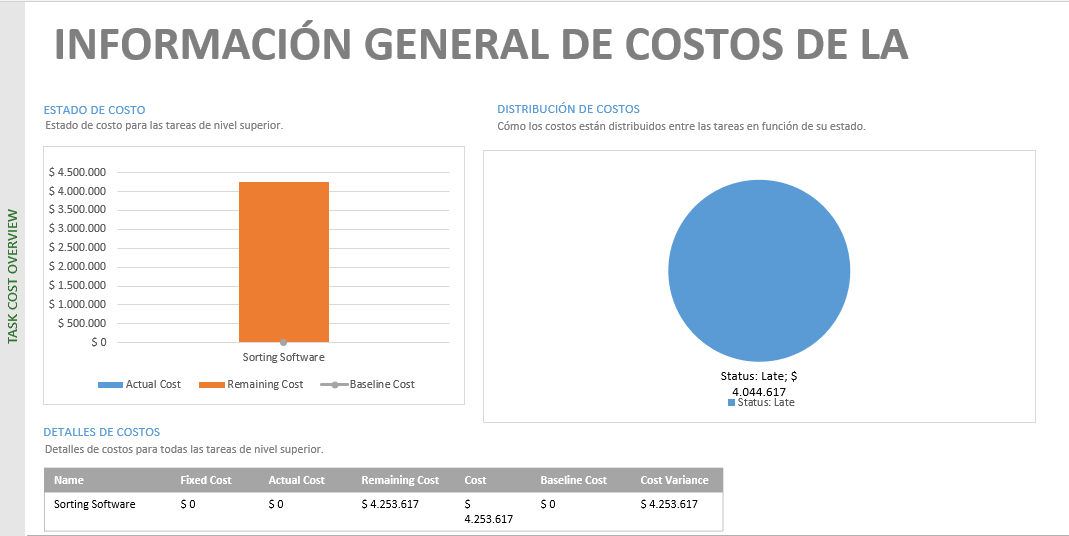 INFORMACIÓN GENERAL DE COSTOS DE LA
TASK COST OVERVIEW
ESTADO DE COSTO
Estado de costo para las tareas de nivel superior.
$ 4.500.000
$ 4.000.000
$ 3.500.000
$ 3.000.000
$ 2.500.000
$ 2.000.000
$ 1.500.000
$ 1.000.000
$ 500.000
$ 0
Sorting Software
Actual Cost Remaining Cost Baseline Cost
DISTRIBUCIÓN DE COSTOS
Cómo los costos están distribuidos entre las tareas en función de su estado.
Status: Late; $
4.044.617
Status: Late
DETALLES DE COSTOS
Detalles de costos para todas las tareas de nivel superior.
Name Fixed Cost Actual Cost Remaining Cost Cost Baseline Cost Cost Variance
Sorting Software $ 0 $ 0 $ 4.253.617 $ $ 0 $ 4.253.617
4.253.617